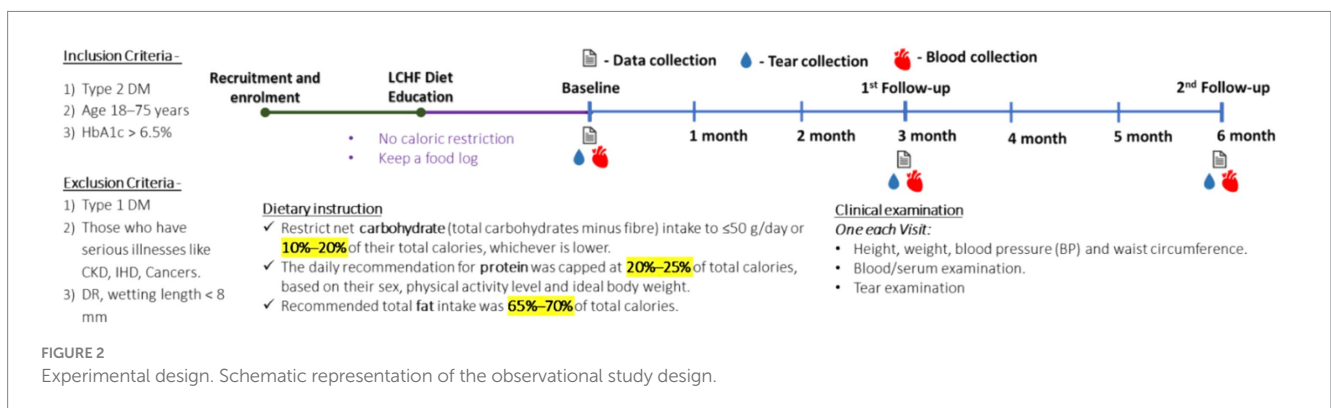 Inclusion Criteria-
1) Type 2 DM
2) Age 18–75 years
3) HbA1c > 6.5%
Exclusion Criteria-
1) Type 1 DM
2) Those who have
serious illnesses like
CKD, IHD, Cancers.
3) DR, wetting length < 8
mm
- Data collection
- Tear collection
- Blood collection
Recruitment and
enrolment
LCHF Diet
Education
Baseline
1st Follow-up
2nd Follow-up
• No caloric restriction
• Keep a food log
1 month
2 month
3 month
4 month
5 month
6 month
Dietary instruction
✓ Restrict net carbohydrate (total carbohydrates minus fibre) intake to ≤50 g/day or
10%–20% of their total calories, whichever is lower.
✓ The daily recommendation for protein was capped at 20%–25% of total calories,
based on their sex, physical activity level and ideal body weight.
✓ Recommended total fat intake was 65%–70% of total calories.
Clinical examination
One each Visit:
• Height, weight, blood pressure (BP) and waist circumference.
• Blood/serum examination.
• Tear examination
FIGURE 2
Experimental design. Schematic representation of the observational study design.